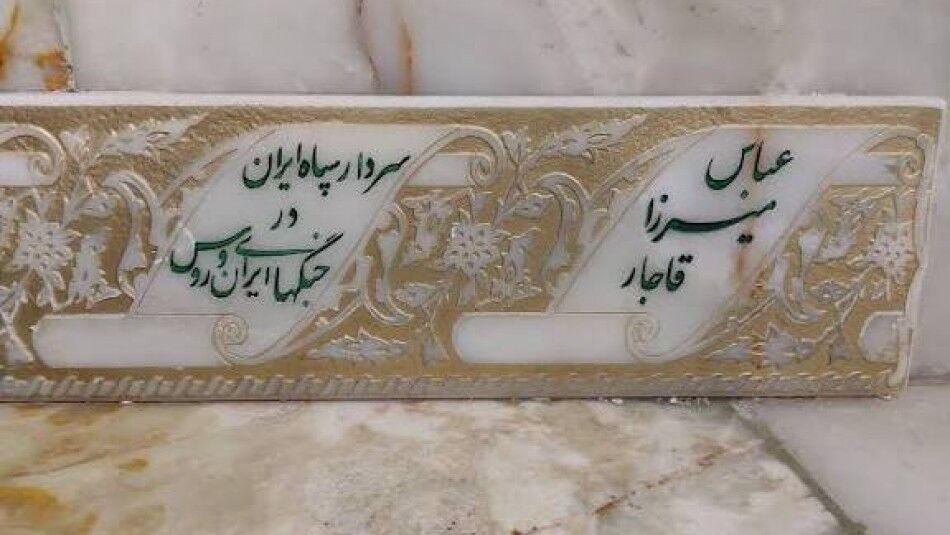 عباس
میرزا
قاجار
سردار سپاه ایران
در
جنگهای ایران و روس